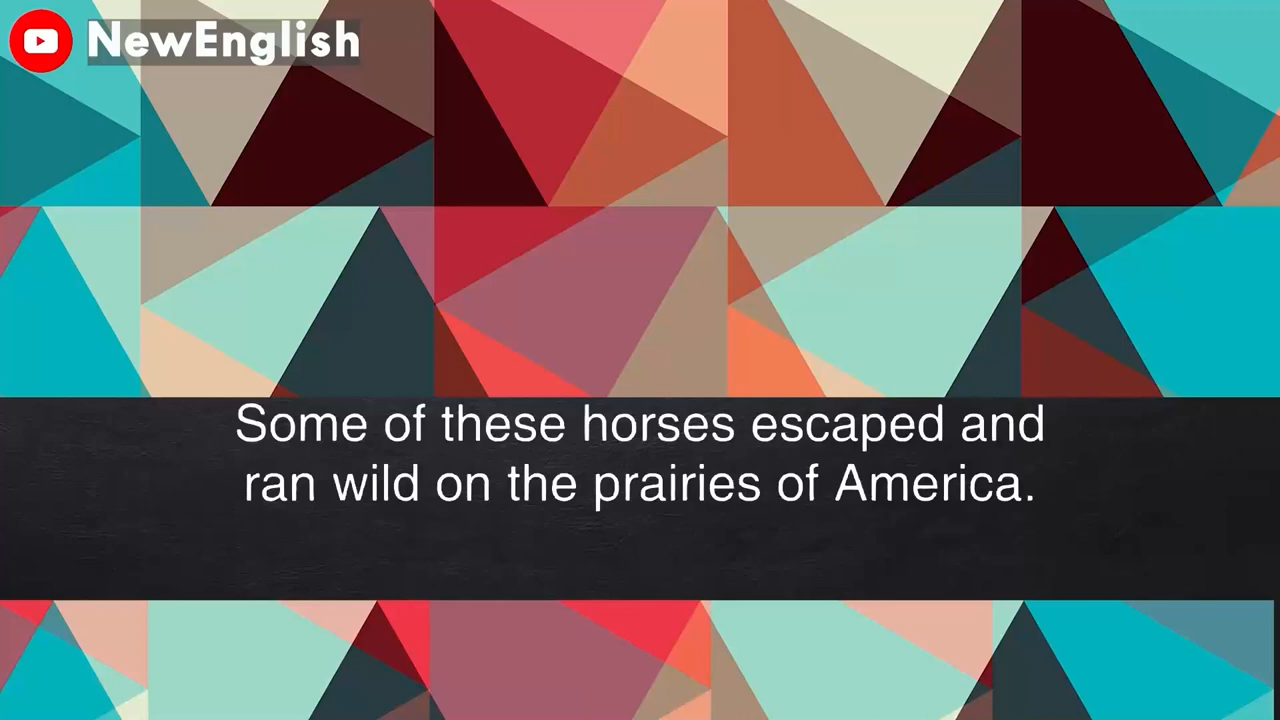 NewEnglish
Some of these horses escaped and
ran wild on the prairies of America.